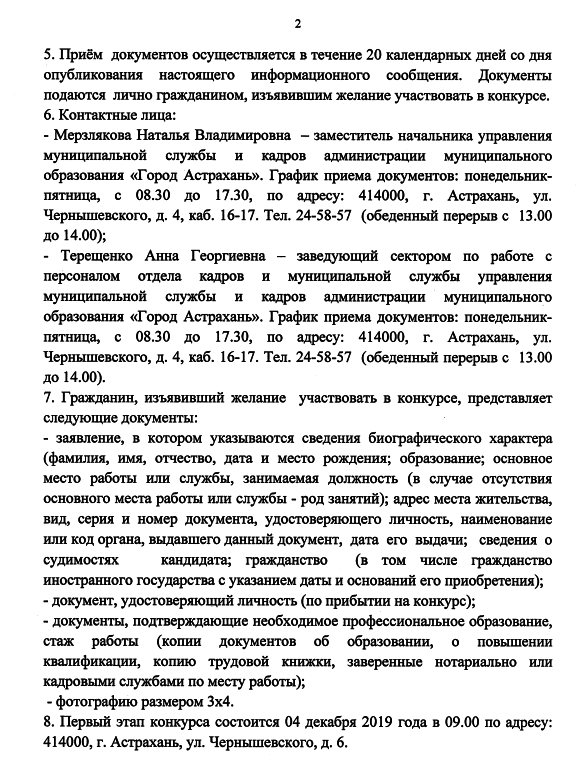 2
5. Приём документов осуществляется в течение 20 календарных дней со дня
опубликования настоящего информационного сообщения. Документы
подаются лично гражданином, изъявившим желание участвовать в конкурсе.
6. Контактные лица:
- Мерзлякова Наталья Владимировна – заместитель начальника управления
муниципальной службы и кадров администрации муниципального
образования «Город Астрахань». График приема документов: понедельник-
пятница, с 08.30 до 17.30, по адресу: 414000, г. Астрахань, ул.
Чернышевского, д. 4, каб. 16-17. Тел. 24-58-57 (обеденный перерыв с 13.00
до 14.00);
- Терещенко Анна Георгиевна – заведующий сектором по работе с
персоналом отдела кадров и муниципальной службы управления
муниципальной службы и кадров администрации муниципального
образования «Город Астрахань». График приема документов: понедельник-
пятница, с 08.30 до 17.30, по адресу: 414000, г. Астрахань, ул.
Чернышевского, д. 4, каб. 16-17. Тел. 24-58-57 (обеденный перерыв с 13.00
до 14.00).
7. Гражданин, изъявивший желание участвовать в конкурсе, представляет
следующие документы:
- заявление, в котором указываются сведения биографического характера
(фамилия, имя, отчество, дата и место рождения; образование; основное
место работы или службы, занимаемая должность (в случае отсутствия
основного места работы или службы - род занятий); адрес места жительства,
вид, серия и номер документа, удостоверяющего личность, наименование
или код органа, выдавшего данный документ, дата его выдачи; сведения о
судимостях кандидата; гражданство (в том числе гражданство
иностранного государства с указанием даты и оснований его приобретения);
- документ, удостоверяющий личность (по прибытии на конкурс);
- документы, подтверждающие необходимое профессиональное образование,
стаж работы (копии документов об образовании, о повышении
квалификации, копию трудовой книжки, заверенные нотариально или
кадровыми службами по месту работы);
- фотографию размером 3х4.
8. Первый этап конкурса состоится 04 декабря 2019 года в 09.00 по адресу:
414000, г. Астрахань, ул. Чернышевского, д. 6.